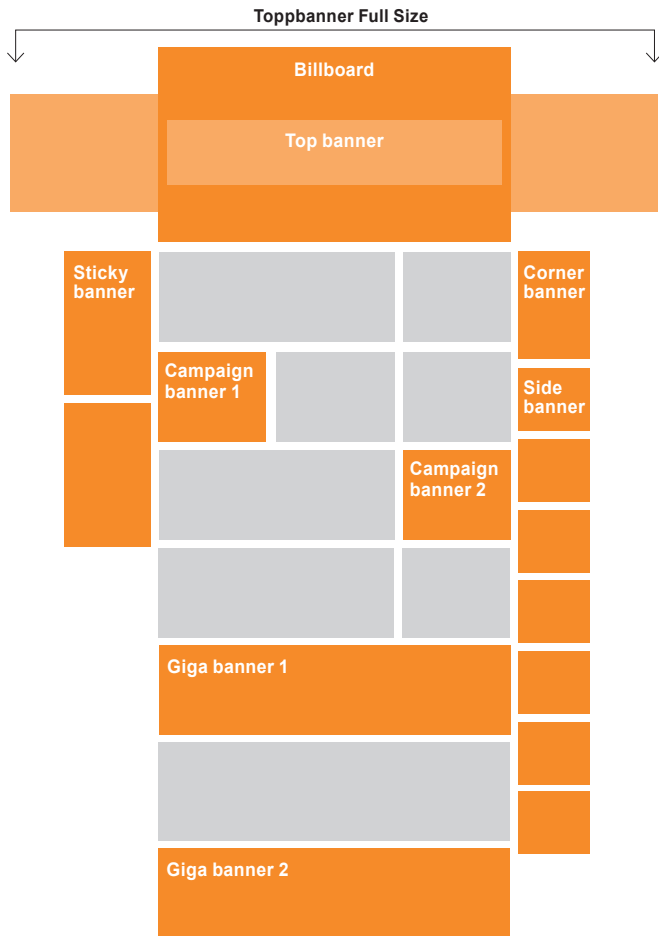 Toppbanner Full Size
Billboard
Top banner
Sticky
banner
Corner
banner
Campaign
banner 1
Side
banner
Campaign
banner 2
Giga banner 1
Giga banner 2